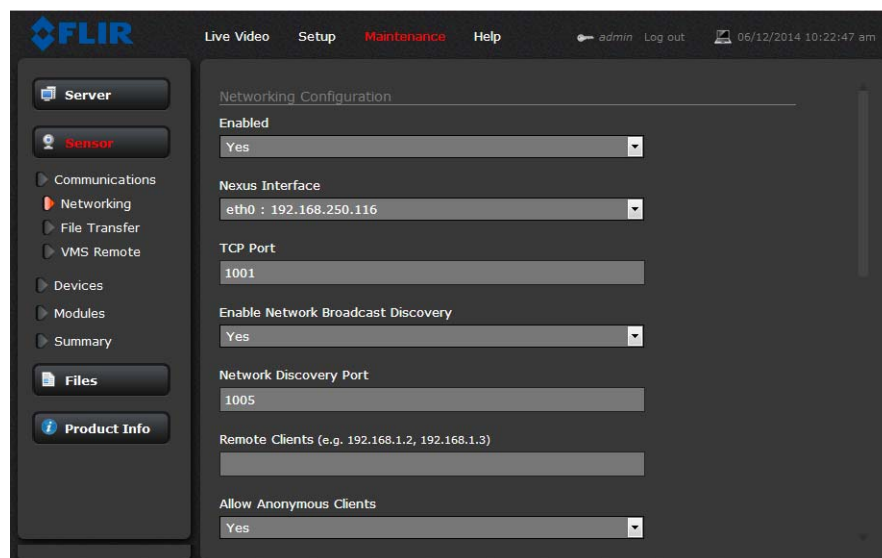 FLIR
Live Video Setup Maintenance Help admin Log out 06/12/2014 10:22:47 am
Server
Sensor
Communications
Networking
File Transfer
VMS Remote
Devices
Modules
Summary
Files
Product Info
Networking Configuration
Enabled
Yes
Nexus Interface
eth0 : 192.168.250.116
TCP Port
1001
Enable Network Broadcast Discovery
Yes
Network Discovery Port
1005
Remote Clients (e.g. 192.168.1.2, 192.168.1.3)
Allow Anonymous Clients
Yes